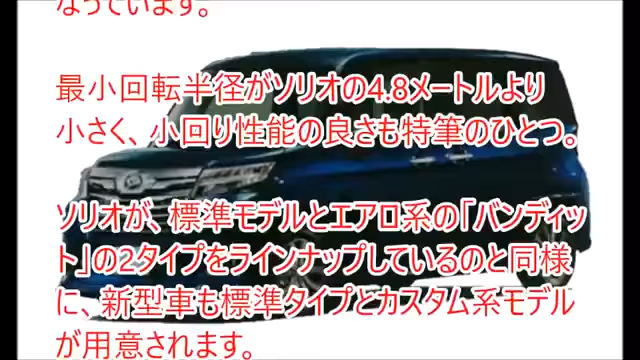 なっています。
最小回転半径がソリオの4.8メートルより
小さく、小回り性能の良さも特筆のひとつ。
ソリオが、標準モデルとエアロ系の「バンディッ
ト」の2タイプをラインナップしているのと同様
に、新型車も標準タイプとカスタム系モデル
が用意されます。